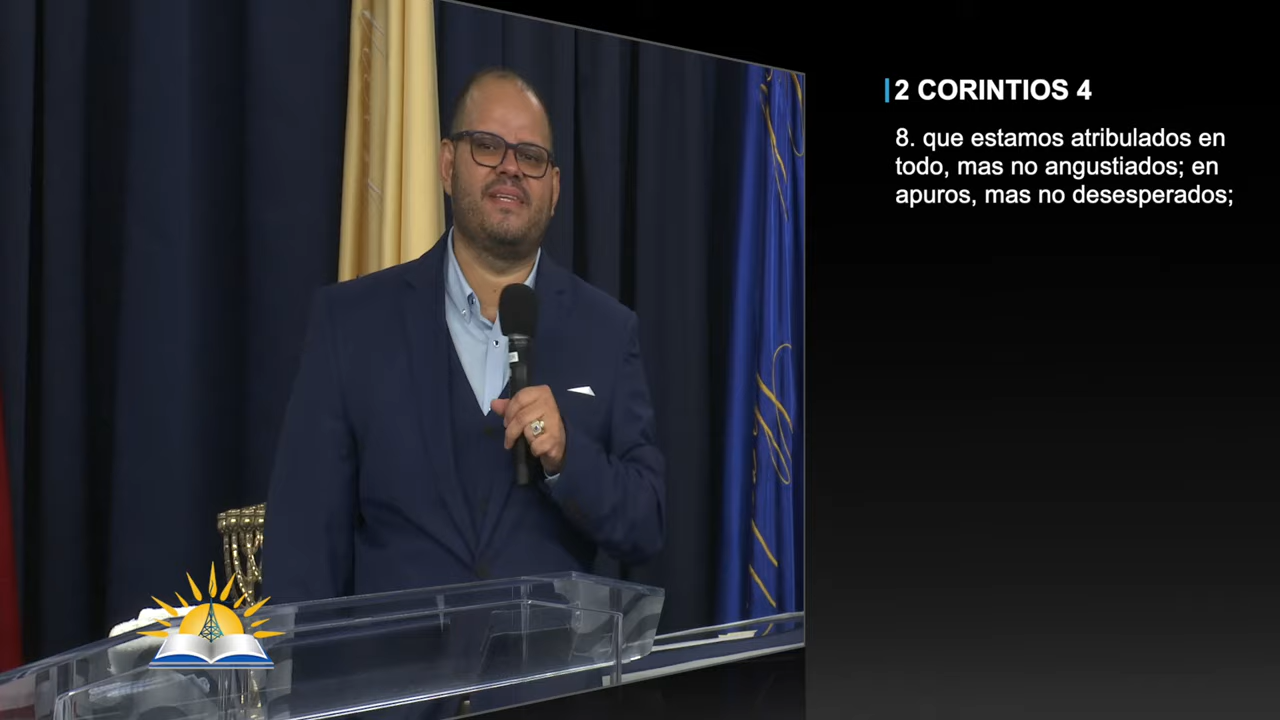 2 CORINTIOS 4
8. que estamos atribulados en
todo, mas no angustiados; en
apuros, mas no desesperados;